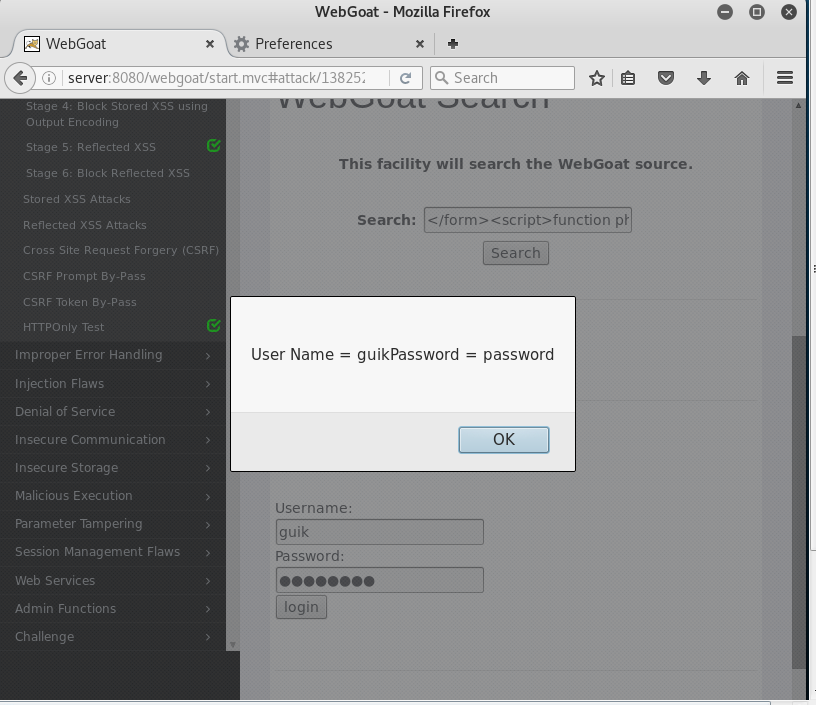 WebGoat - Mozilla Firefox
WebGoat
Preferences
server:8080/webgoat/start.mvc#attack/13825
Search
Stage 4: Block Stored XSS using
Output Encoding
Stage 5: Reflected XSS
Stage 6: Block Reflected XSS
Stored XSS Attacks
Reflected XSS Attacks
Cross Site Request Forgery (CSRF)
CSRF Prompt By-Pass
CSRF Token By-Pass
HTTPOnly Test
Improper Error Handling
Injection Flaws
Denial of Service
Insecure Communication
Insecure Storage
Malicious Execution
Parameter Tampering
Session Management Flaws
Web Services
Admin Functions
Challenge
WebGoat Search
This facility will search the WebGoat source.
Search: </form><script>function ph
Search
User Name = guikPassword = password
OK
Username:
guik
Password:
●●●●●●●●
login